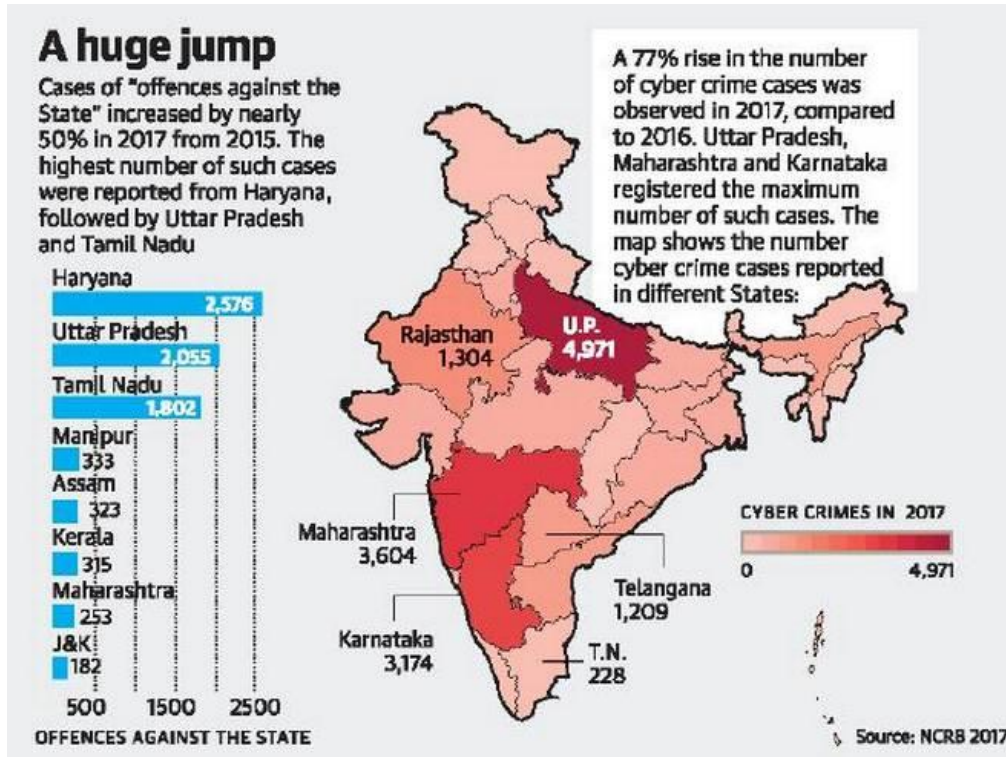 A huge jump
Cases of "offences against the
State" increased by nearly
50% in 2017 from 2015. The
highest number of such cases
were reported from Haryana,
followed by Uttar Pradesh
and Tamil Nadu
Haryana
2,576
Uttar Pradesh
2,055
Tamil Nadu
1,802
Manipur
333
Assam
323
Kerala
315
Maharashtra
253
J&K
182
500 1500 2500
OFFENCES AGAINST THE STATE
A 77% rise in the number
of cyber crime cases was
observed in 2017, compared
to 2016. Uttar Pradesh,
Maharashtra and Karnataka
registered the maximum
number of such cases. The
map shows the number
cyber crime cases reported
in different States:
Rajasthan
1,304
U.P.
4,971
Maharashtra
3,604
Karnataka
3,174
Telangana
1,209
T.N.
228
CYBER CRIMES IN 2017
0 4,971
Source: NCRB 2017